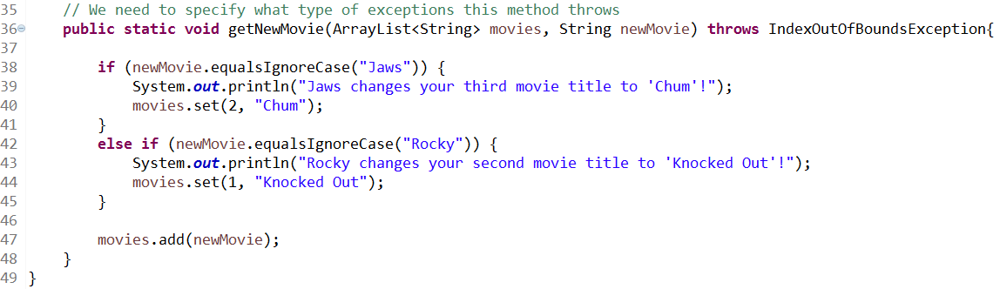 35     // We need to specify what type of exceptions this method throws
36     public static void getNewMovie(ArrayList<String> movies, String newMovie) throws IndexOutOfBoundsException{
37
38         if (newMovie.equalsIgnoreCase("Jaws")) {
39             System.out.println("Jaws changes your third movie title to 'Chum'!");
40             movies.set(2, "Chum");
41         }
42         else if (newMovie.equalsIgnoreCase("Rocky")) {
43             System.out.println("Rocky changes your second movie title to 'Knocked Out'!");
44             movies.set(1, "Knocked Out");
45         }
46
47         movies.add(newMovie);
48     }
49 }